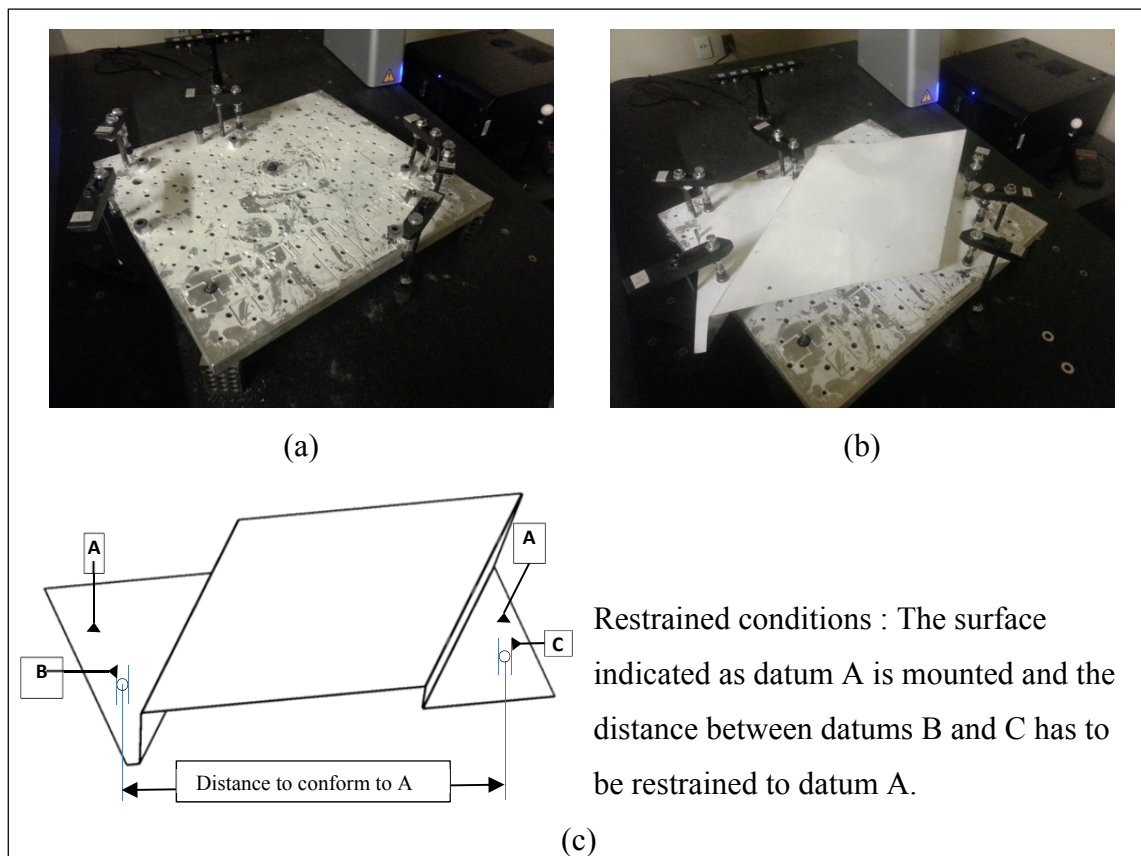 (a)
(b)
A
A
B
C
Distance to conform to A
Restrained conditions : The surface
indicated as datum A is mounted and the
distance between datums B and C has to
be restrained to datum A.
(c)